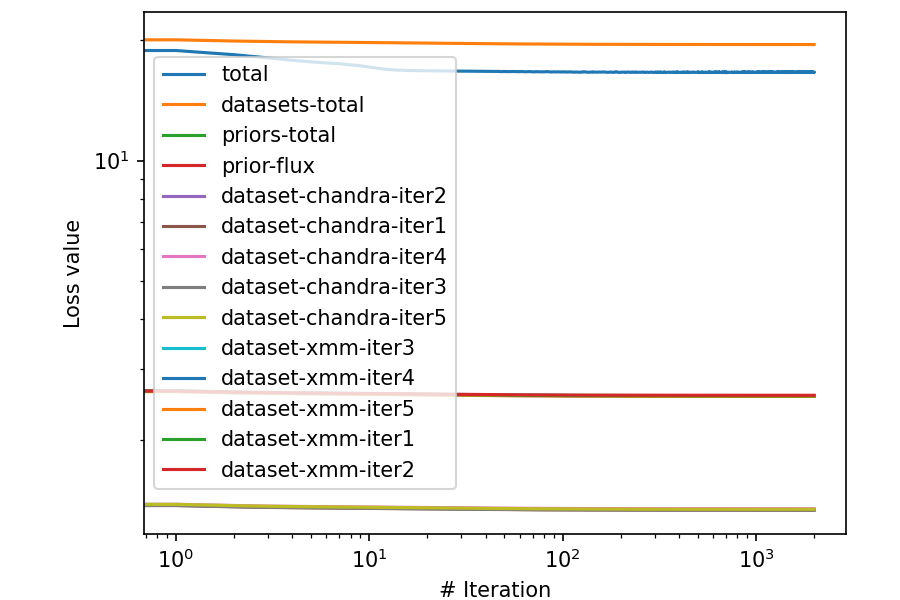 total
datasets-total
priors-total
prior-flux
dataset-chandra-iter2
dataset-chandra-iter1
dataset-chandra-iter4
dataset-chandra-iter3
dataset-chandra-iter5
dataset-xmm-iter3
dataset-xmm-iter4
dataset-xmm-iter5
dataset-xmm-iter1
dataset-xmm-iter2
10¹
Loss value
10⁰ 10¹ 10² 10³
# Iteration